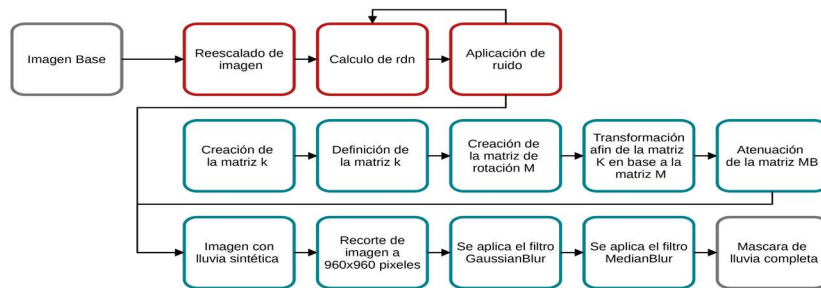 Imagen Base
Reescalado de
imagen
Calculo de rdn
Aplicación de
ruido
Creación de
la matriz k
Definición de
la matriz k
Creación de
la matriz de
rotación M
Transformación
afin de la matriz
K en base a la
matriz M
Atenuación
de la matriz MB
Imagen con
lluvia sintética
Recorte de
imagen a
960x960 pixeles
Se aplica el filtro
GaussianBlur
Se aplica el filtro
MedianBlur
Mascara de
lluvia completa